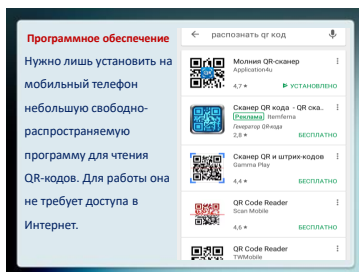 Программное обеспечение
Нужно лишь установить на
мобильный телефон
небольшую свободно-
распространяемую
программу для чтения
QR-кодов. Для работы она
не требует доступа в
Интернет.
распознать qr код
Молния QR-сканер
Application4u
4,7 ★
УСТАНОВЛЕНО
Сканер QR кода - QR ска..
Реклама Itemferma
Генератор QR-кода
2,8 ★
БЕСПЛАТНО
Сканер QR и штрих-кодов
Gamma Play
4,4 ★
БЕСПЛАТНО
QR Code Reader
Scan Mobile
4,6 ★
БЕСПЛАТНО
QR Code Reader
TWMobile